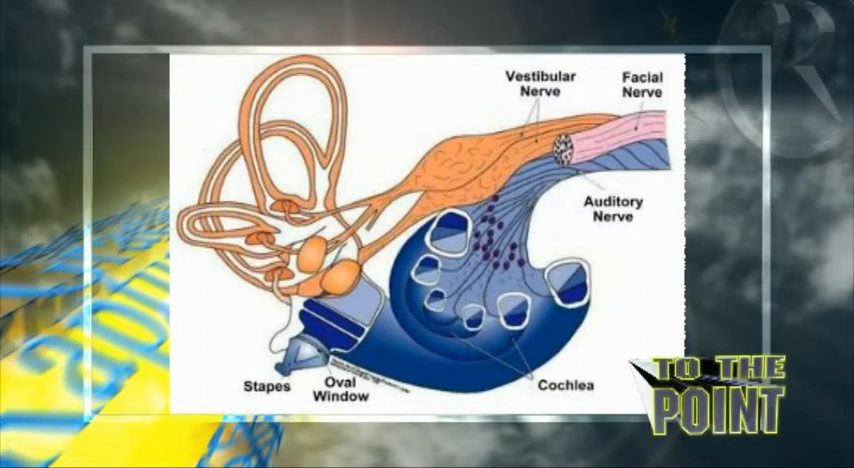 Vestibular
Nerve
Facial
Nerve
Auditory
Nerve
Stapes
Oval
Window
Cochlea
TO THE
POINT